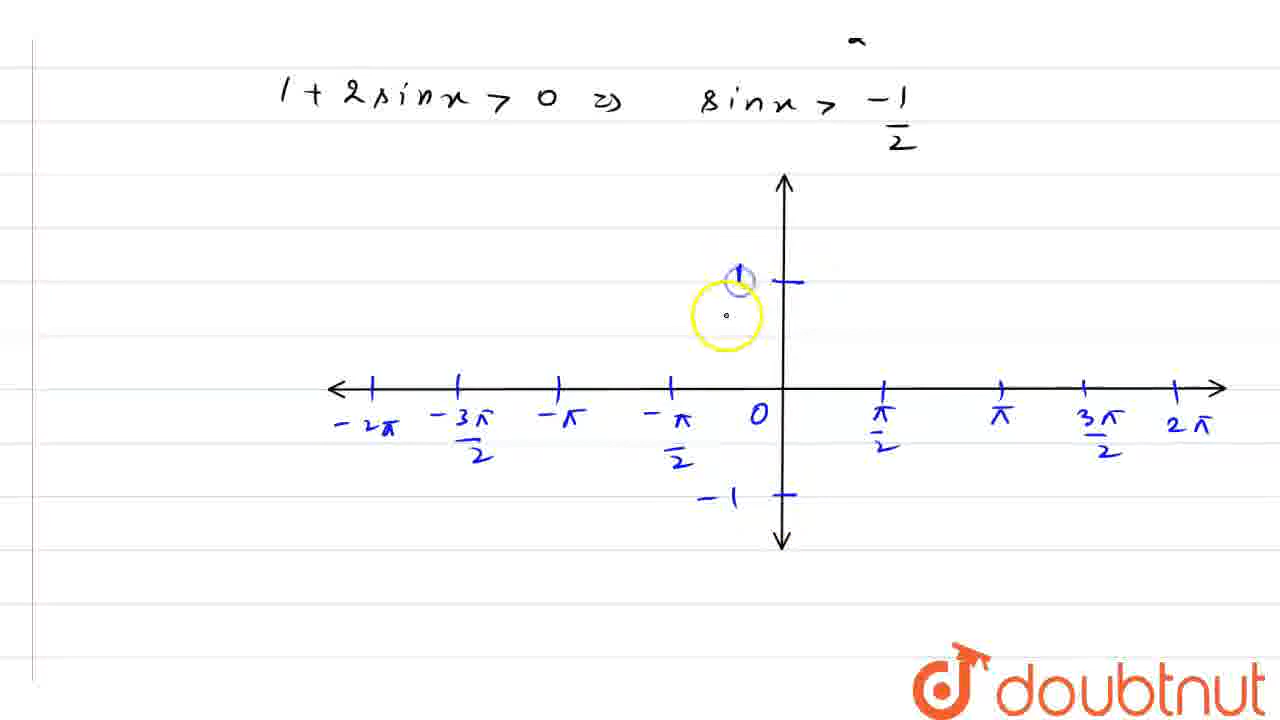 1 + 2 sin x > 0 ⇒ sin x > -1/2
1
-2π -3π/2 -π -π/2 0 π/2 π 3π/2 2π
-1
doubtnut